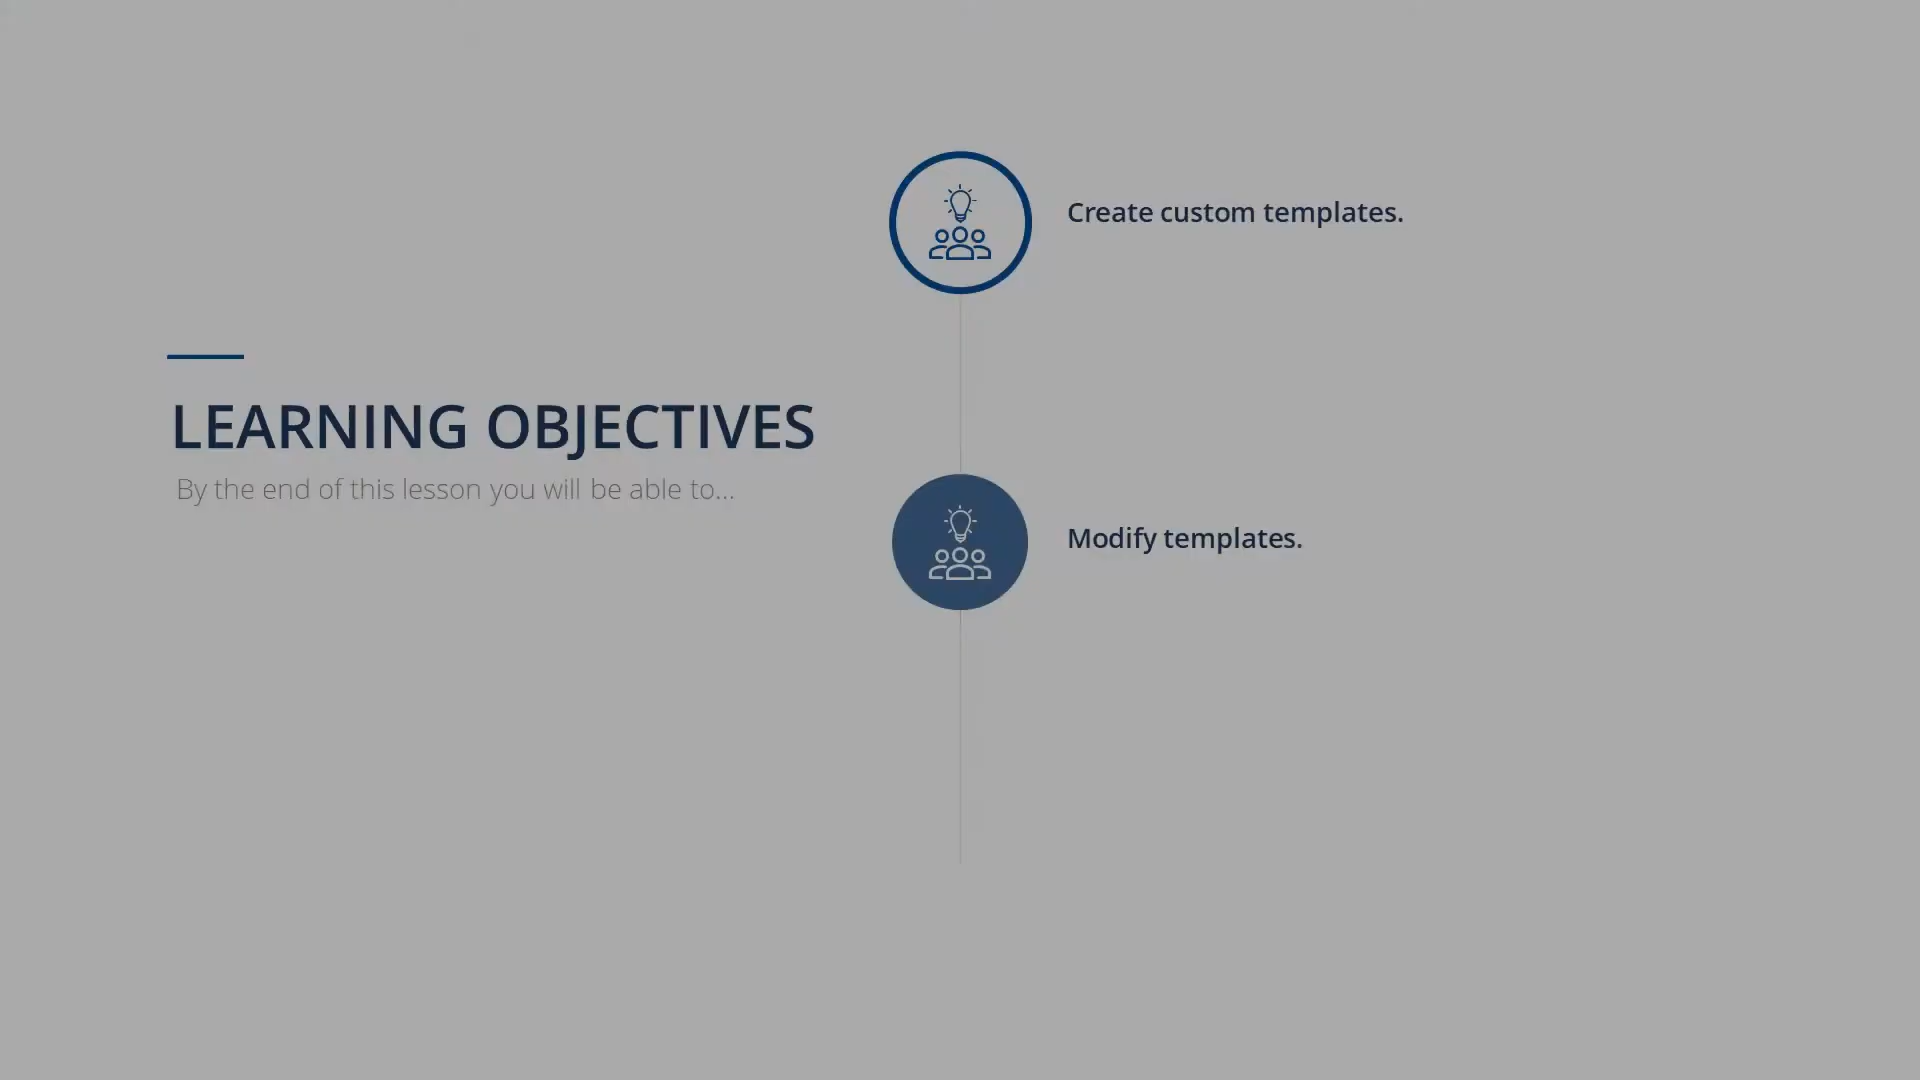 LEARNING OBJECTIVES
By the end of this lesson you will be able to...
Create custom templates.
Modify templates.